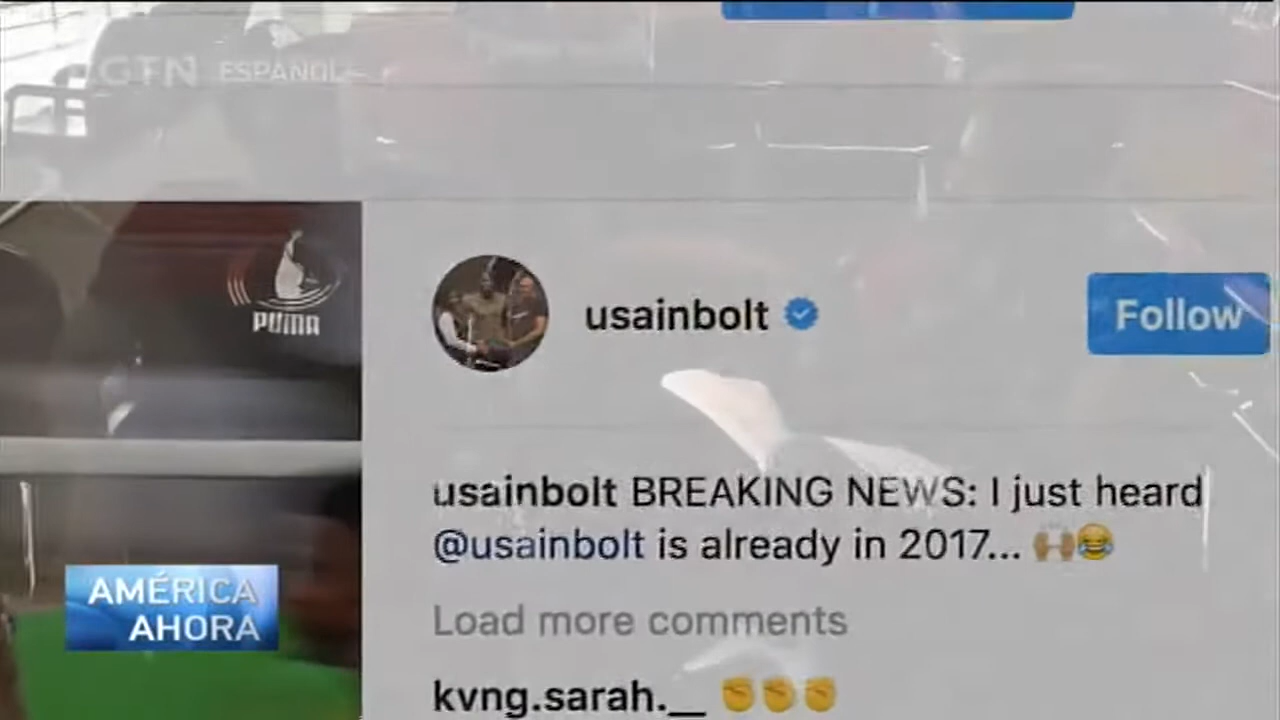 CGTN ESPAÑOL
PUMA
usainbolt
Follow
usainbolt BREAKING NEWS: I just heard
@usainbolt is already in 2017... 🙌🏾😂
Load more comments
kvng.sarah.__ ✊✊✊
AMÉRICA
AHORA